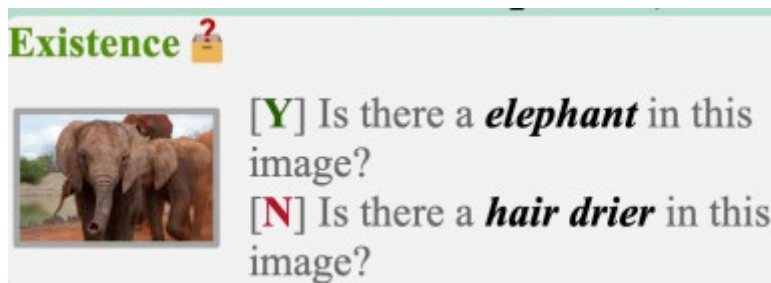 Existence
[Y] Is there a elephant in this
image?
[N] Is there a hair drier in this
image?